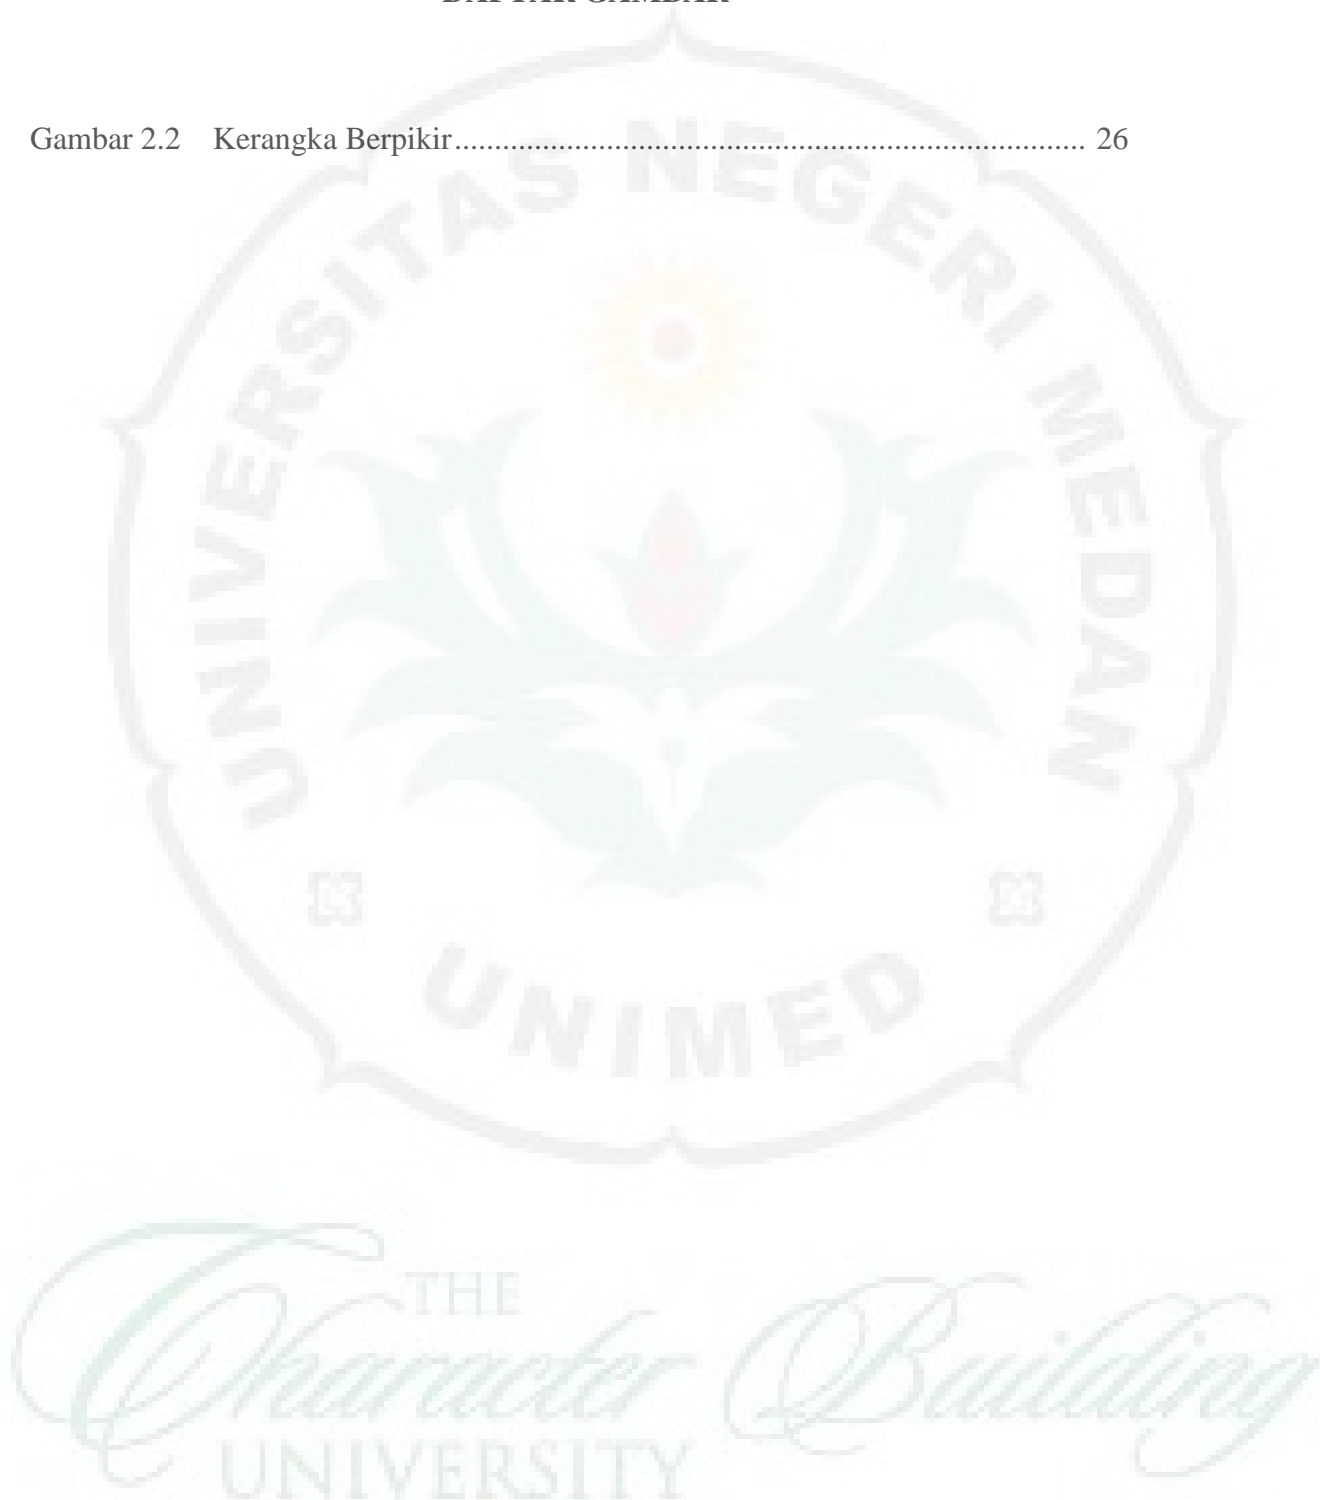 DAFTAR GAMBAR
Gambar 2.2 Kerangka Berpikir............................................................................... 26
UNIVERSITAS NEGERI MEDAN
UNIMED
THE
Character Building
UNIVERSITY